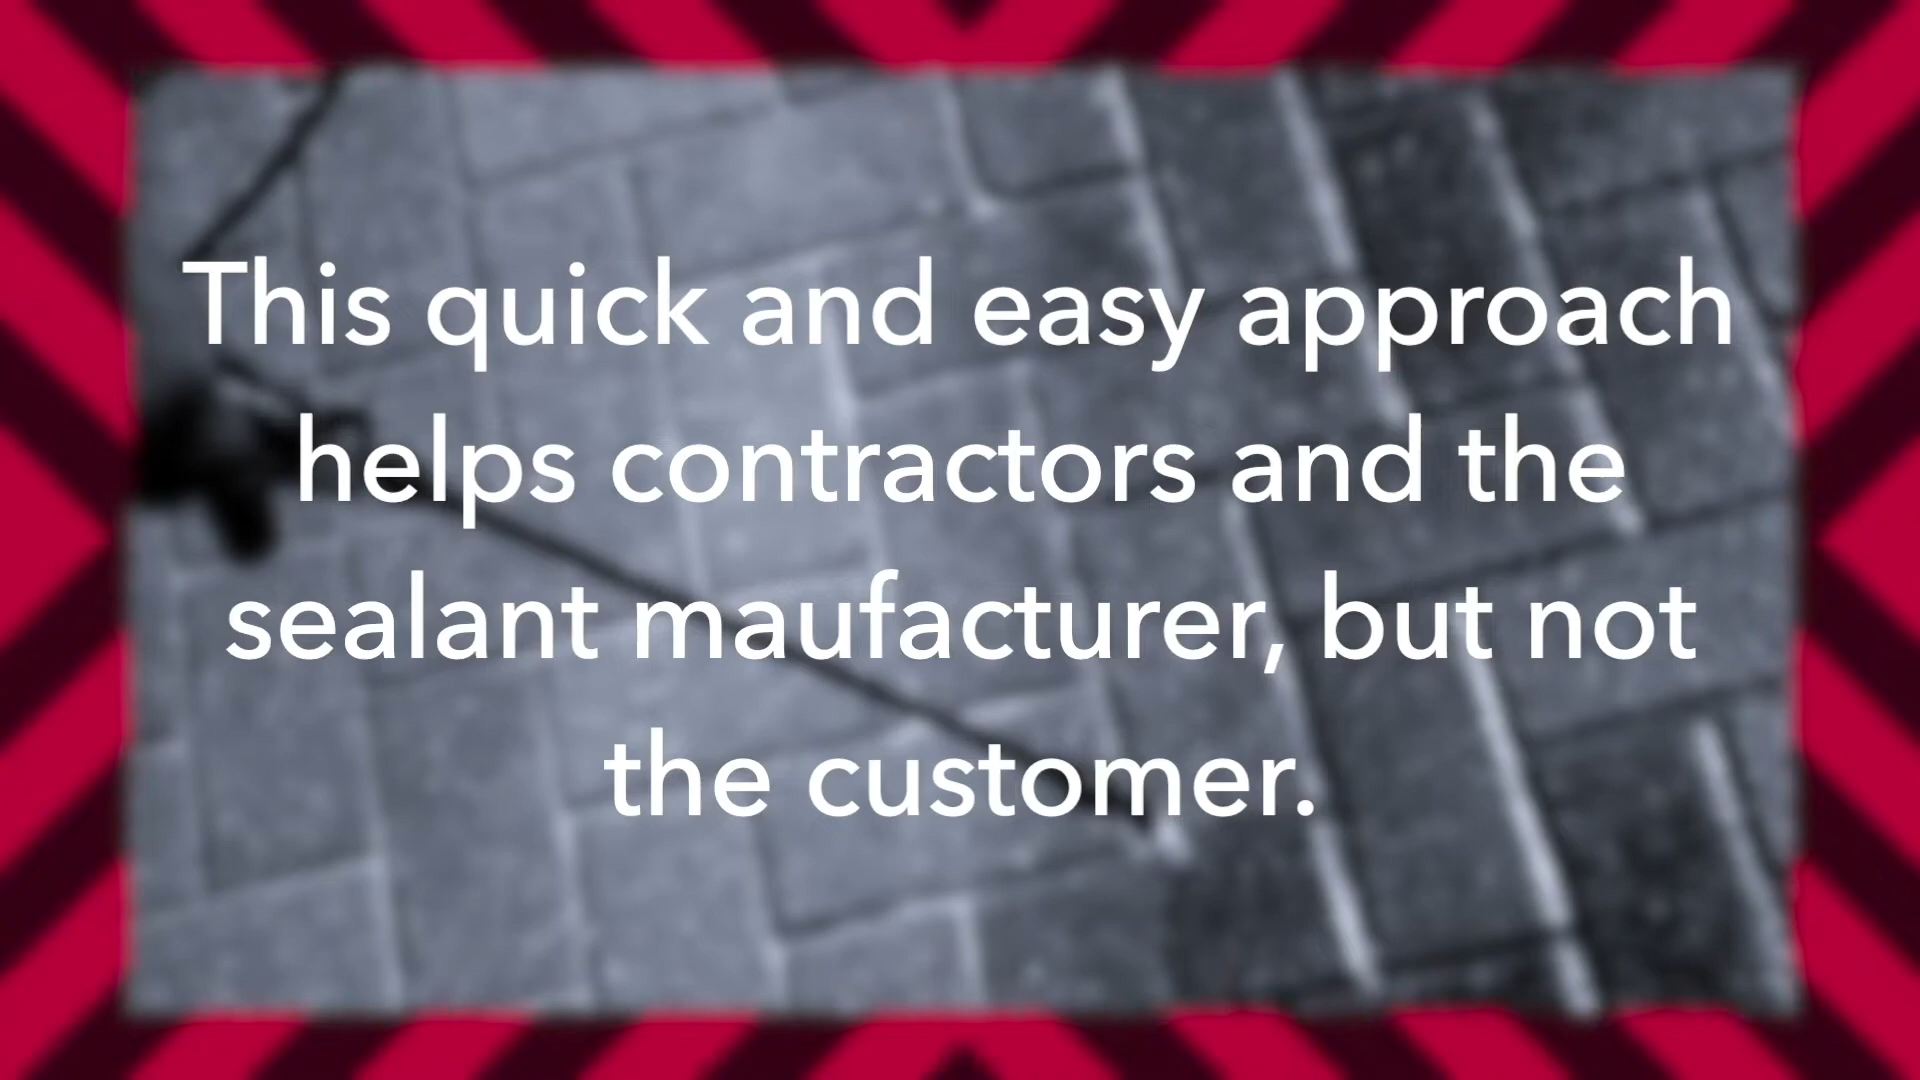 This quick and easy approach
helps contractors and the
sealant maufacturer, but not
the customer.